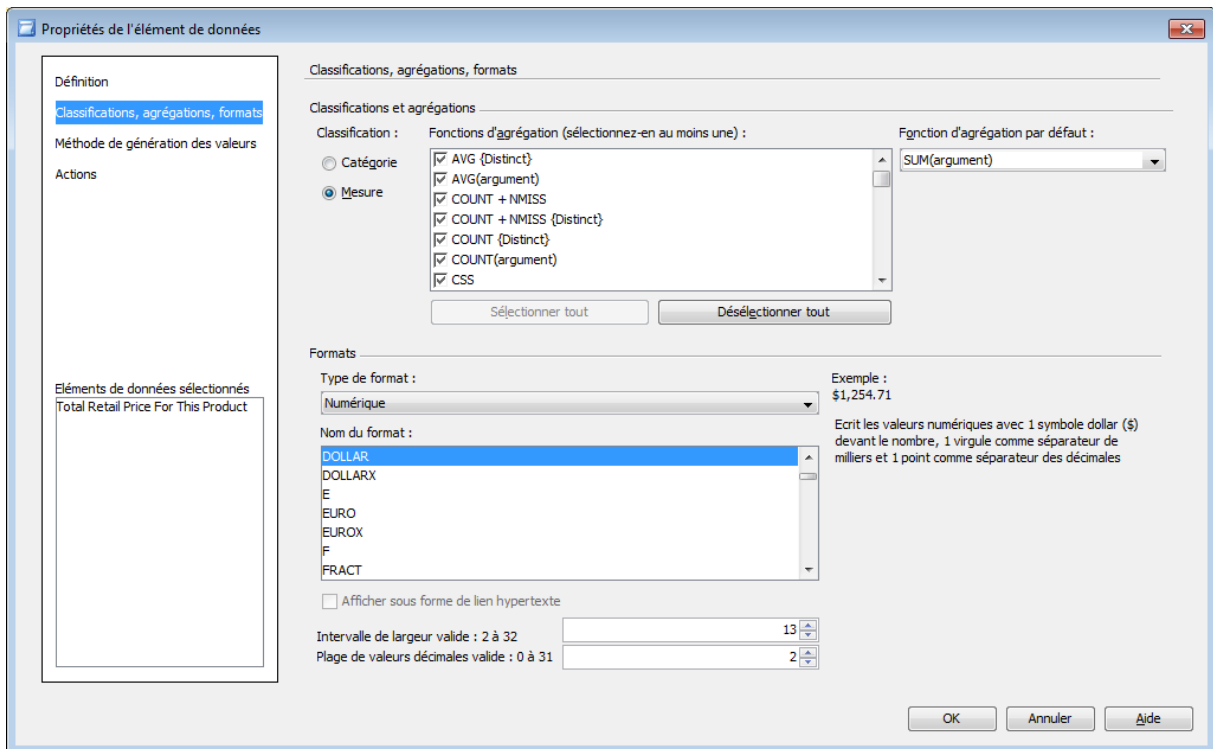 Propriétés de l'élément de données
Définition
Classifications, agrégations, formats
Méthode de génération des valeurs
Actions
Eléments de données sélectionnés
Total Retail Price For This Product
Classifications, agrégations, formats
Classifications et agrégations
Classification :
Catégorie
Mesure
Fonctions d'agrégation (sélectionnez-en au moins une) :
AVG {Distinct}
AVG(argument)
COUNT + NMISS
COUNT + NMISS {Distinct}
COUNT {Distinct}
COUNT(argument)
CSS
Sélectionner tout
Désélectionner tout
Fonction d'agrégation par défaut :
SUM(argument)
Formats
Type de format :
Numérique
Nom du format :
DOLLAR
DOLLARX
E
EURO
EUROX
F
FRACT
Exemple :
$1,254.71
Ecrit les valeurs numériques avec 1 symbole dollar ($)
devant le nombre, 1 virgule comme séparateur de
milliers et 1 point comme séparateur des décimales
Afficher sous forme de lien hypertexte
Intervalle de largeur valide : 2 à 32
13
Plage de valeurs décimales valide : 0 à 31
2
OK
Annuler
Aide